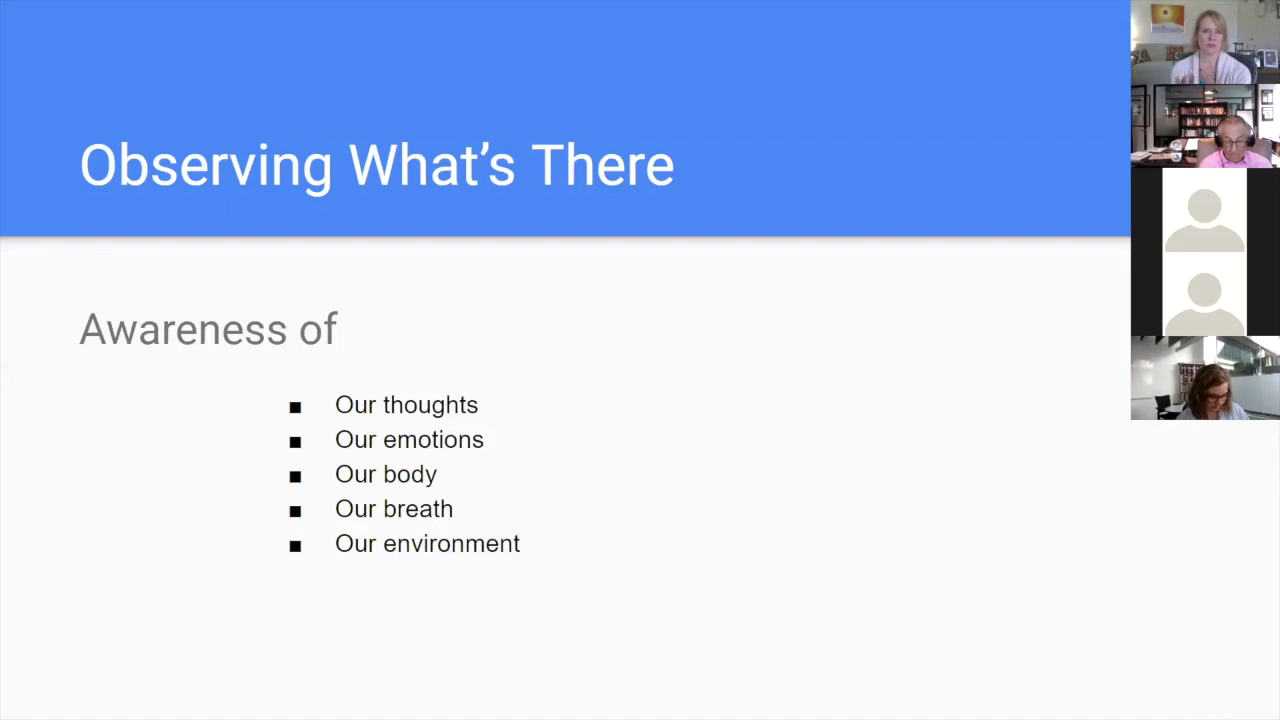 Observing What’s There
Awareness of
■ Our thoughts
■ Our emotions
■ Our body
■ Our breath
■ Our environment